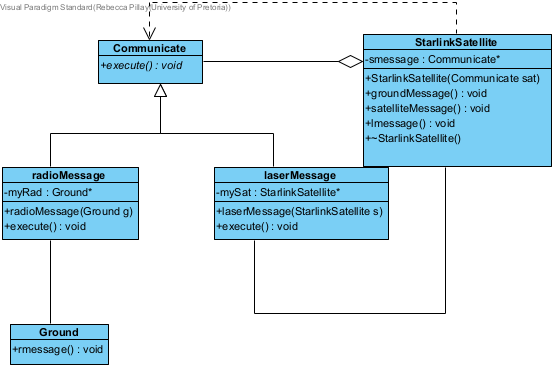 Visual Paradigm Standard(Rebecca Pillay(University of Pretoria))
Communicate
+execute() : void
StarlinkSatellite
-smessage : Communicate*
+StarlinkSatellite(Communicate sat)
+groundMessage() : void
+satelliteMessage() : void
+lmessage() : void
+~StarlinkSatellite()
radioMessage
-myRad : Ground*
+radioMessage(Ground g)
+execute() : void
laserMessage
-mySat : StarlinkSatellite*
+laserMessage(StarlinkSatellite s)
+execute() : void
Ground
+rmessage() : void